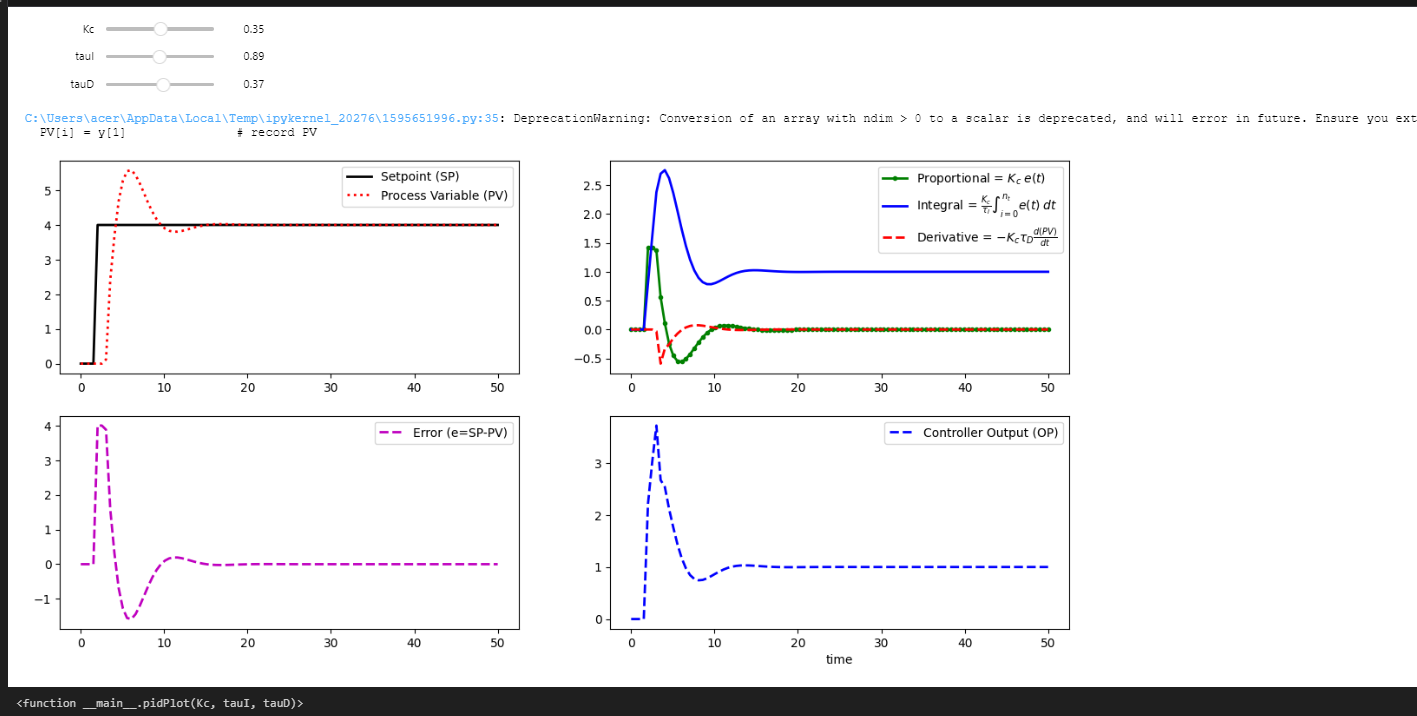 Kc 0.35
tauI 0.89
tauD 0.37
C:\Users\acer\AppData\Local\Temp\ipykernel_20276\1595651996.py:35: DeprecationWarning: Conversion of an array with ndim > 0 to a scalar is deprecated, and will error in future. Ensure you ext
PV[i] = y[1] # record PV
Setpoint (SP)
Process Variable (PV)
5
4
3
2
1
0
0 10 20 30 40 50
Proportional = K_c e(t)
Integral = \frac{K_c}{τ_i} \int_{i=0}^{n_t} e(t) dt
Derivative = −K_c τ_D \frac{d(PV)}{dt}
2.5
2.0
1.5
1.0
0.5
0.0
−0.5
0 10 20 30 40 50
Error (e=SP-PV)
4
3
2
1
0
−1
0 10 20 30 40 50
Controller Output (OP)
3
2
1
0
0 10 20 30 40 50
time
<function __main__.pidPlot(Kc, tauI, tauD)>